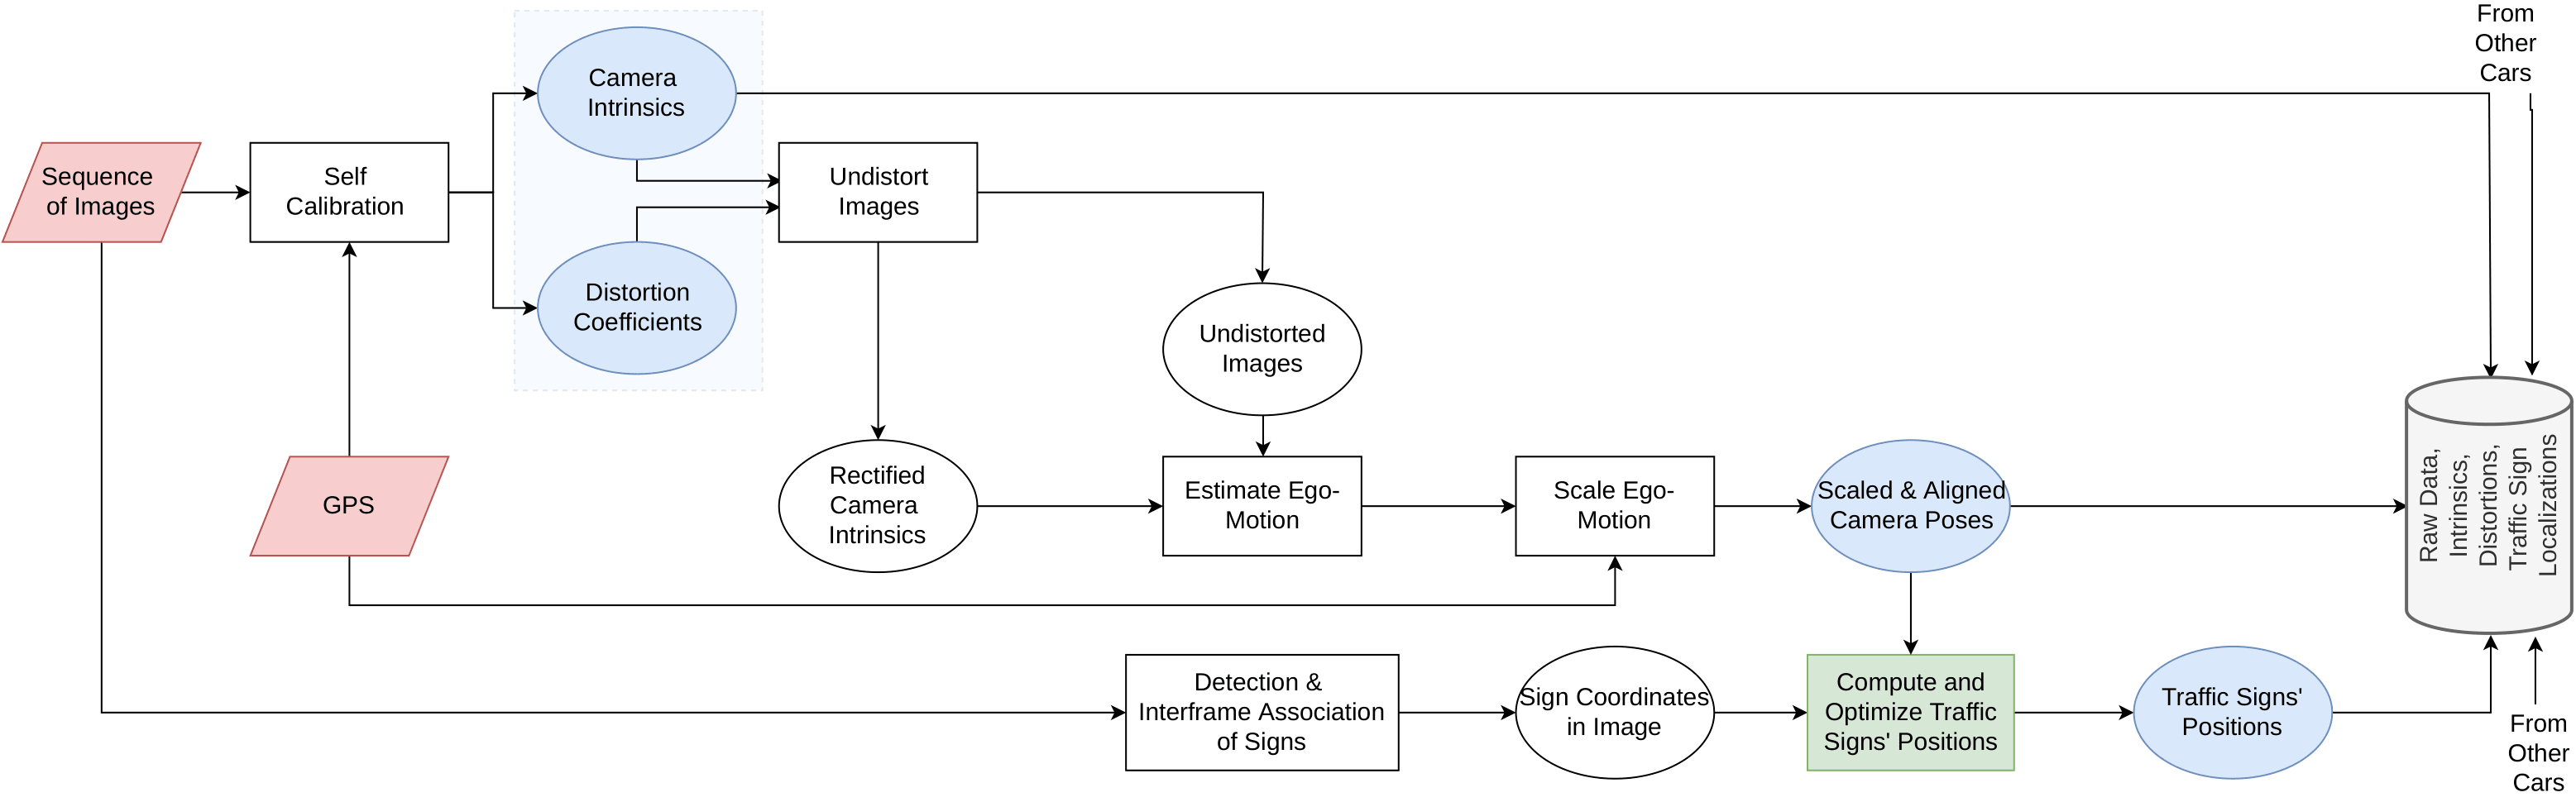 From
Other
Cars
Camera
Intrinsics
Sequence
of Images
Self
Calibration
Undistort
Images
Distortion
Coefficients
Undistorted
Images
Rectified
Camera
Intrinsics
GPS
Estimate Ego-
Motion
Scale Ego-
Motion
Scaled & Aligned
Camera Poses
Raw Data,
Intrinsics,
Distortions,
Traffic Sign
Localizations
Detection &
Interframe Association
of Signs
Sign Coordinates
in Image
Compute and
Optimize Traffic
Signs' Positions
Traffic Signs'
Positions
From
Other
Cars